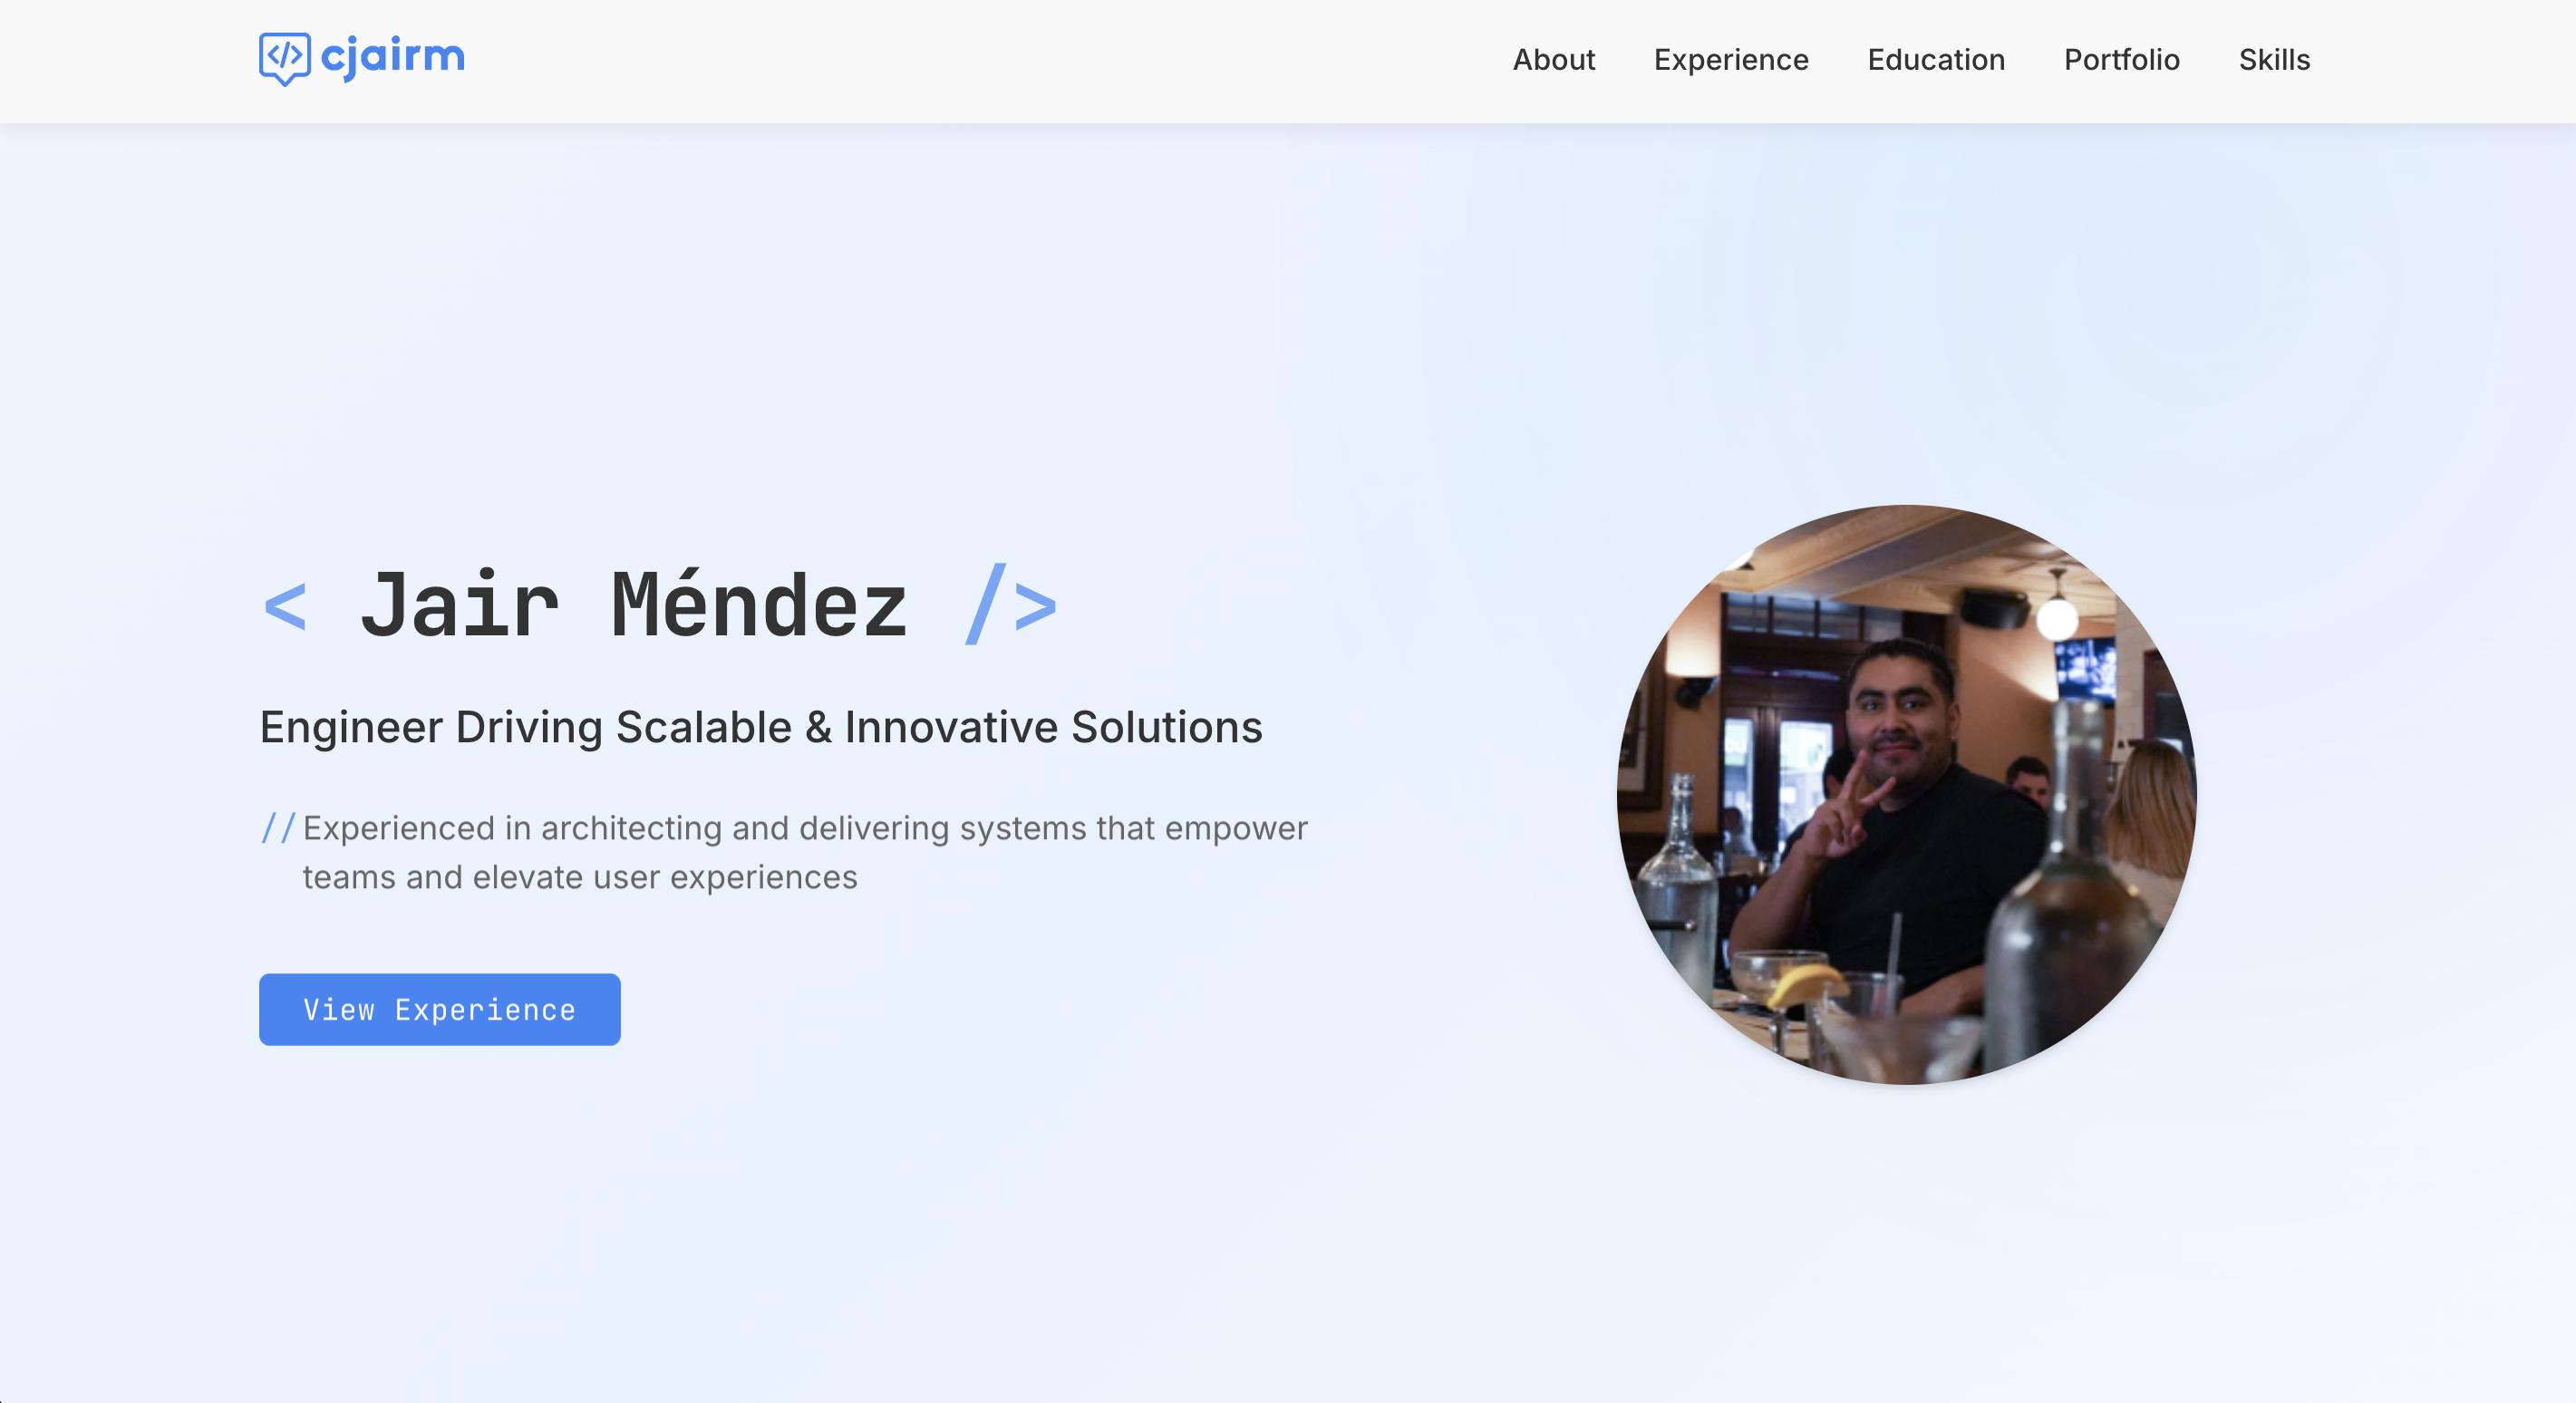 </> cjairm
About
Experience
Education
Portfolio
Skills
< Jair Méndez />
Engineer Driving Scalable & Innovative Solutions
// Experienced in architecting and delivering systems that empower
teams and elevate user experiences
View Experience